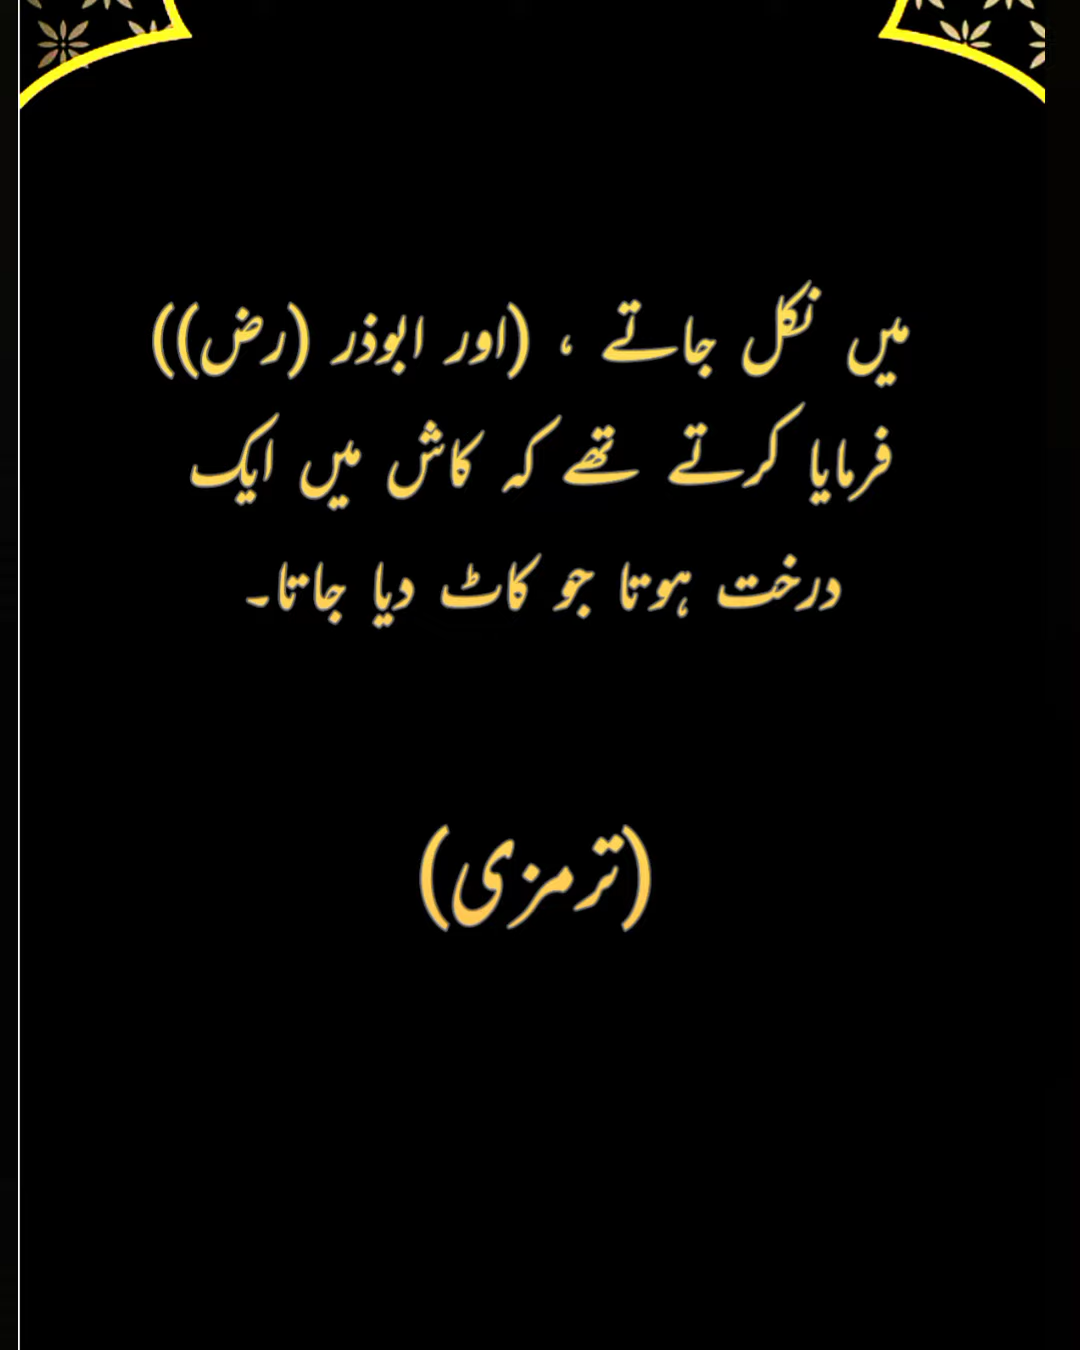 میں نکل جاتے ، (اور ابوذر (رض))
فرمایا کرتے تھے کہ کاش میں ایک
درخت ہوتا جو کاٹ دیا جاتا۔
(ترمزی)